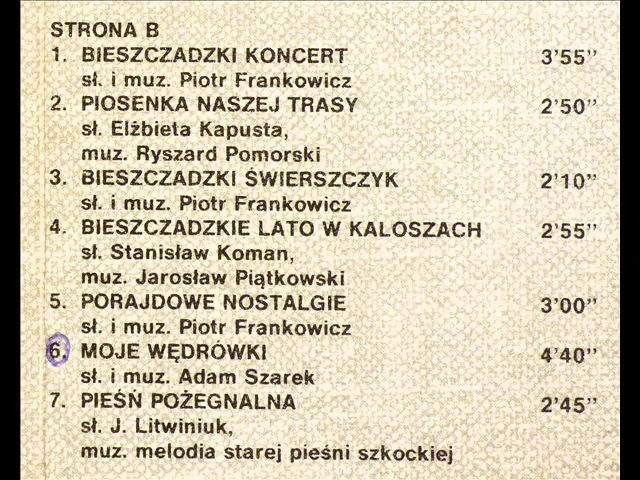 STRONA B
1. BIESZCZADZKI KONCERT 3'55"
sł. i muz. Piotr Frankowicz
2. PIOSENKA NASZEJ TRASY 2'50"
sł. Elżbieta Kapusta,
muz. Ryszard Pomorski
3. BIESZCZADZKI ŚWIERSZCZYK 2'10"
sł. i muz. Piotr Frankowicz
4. BIESZCZADZKIE LATO W KALOSZACH 2'55"
sł. Stanisław Koman,
muz. Jarosław Piątkowski
5. PORAJDOWE NOSTALGIE 3'00"
sł. i muz. Piotr Frankowicz
6. MOJE WĘDRÓWKI 4'40"
sł. i muz. Adam Szarek
7. PIEŚŃ POŻEGNALNA 2'45"
sł. J. Litwiniuk,
muz. melodia starej pieśni szkockiej